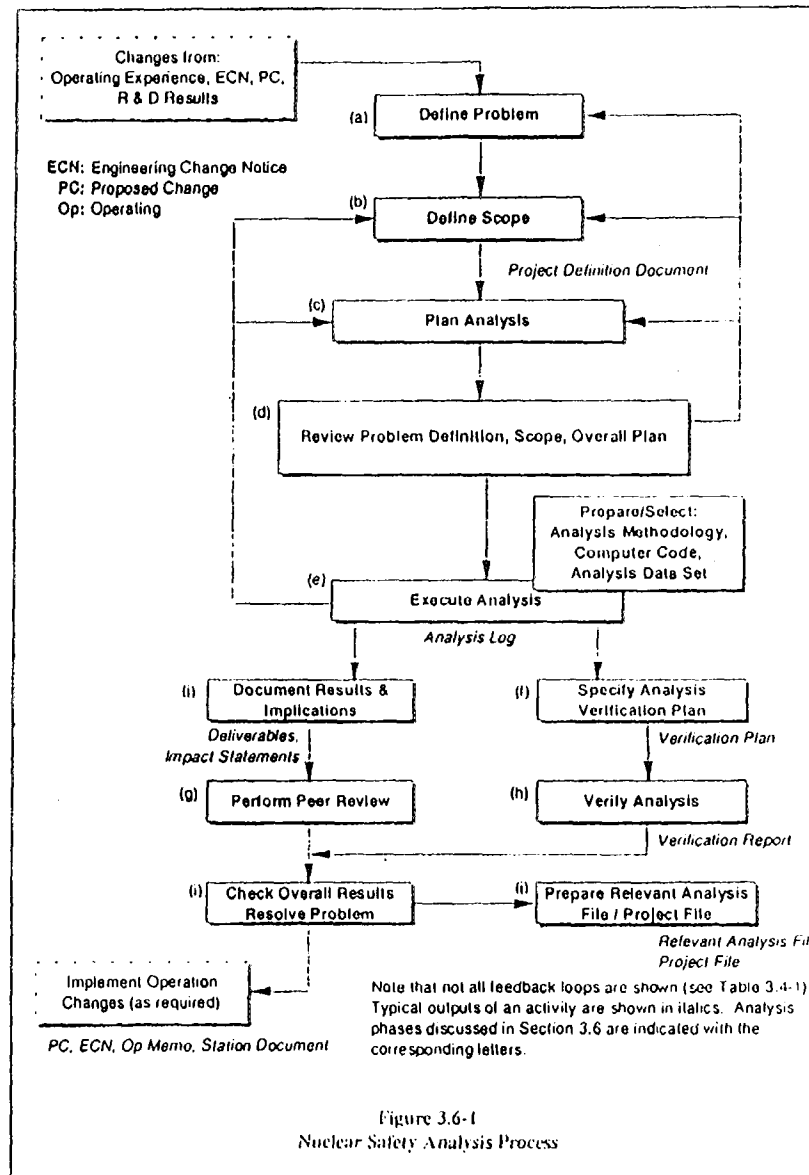 Changes from:
Operating Experience, ECN, PC,
R & D Results
(a)
Define Problem
ECN: Engineering Change Notice
PC: Proposed Change
Op: Operating
(b)
Define Scope
Project Definition Document
(c)
Plan Analysis
(d)
Review Problem Definition, Scope, Overall Plan
Prepare/Select:
Analysis Methodology,
Computer Code,
Analysis Data Set
(e)
Execute Analysis
Analysis Log
(i)
Document Results &
Implications
(f)
Specify Analysis
Verification Plan
Deliverables,
Impact Statements
Verification Plan
(g)
Perform Peer Review
(h)
Verify Analysis
Verification Report
(i)
Check Overall Results
Resolve Problem
(j)
Prepare Relevant Analysis
File / Project File
Relevant Analysis Fil
Project File
Implement Operation
Changes (as required)
PC, ECN, Op Memo, Station Document
Note that not all feedback loops are shown (see Table 3.4-1)
Typical outputs of an activity are shown in italics. Analysis
phases discussed in Section 3.6 are indicated with the
corresponding letters.
Figure 3.6-1
Nuclear Safety Analysis Process